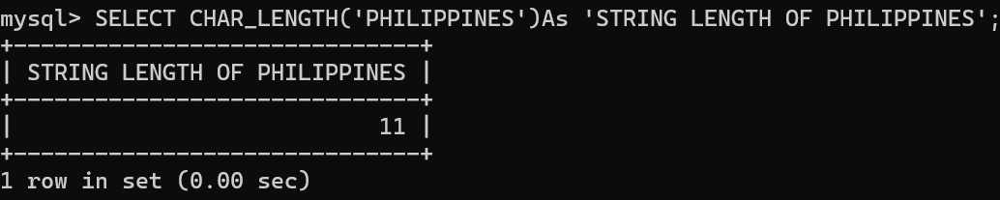 mysql> SELECT CHAR_LENGTH('PHILIPPINES')As 'STRING LENGTH OF PHILIPPINES';
+------------------------------+
| STRING LENGTH OF PHILIPPINES |
+------------------------------+
|                           11 |
+------------------------------+
1 row in set (0.00 sec)